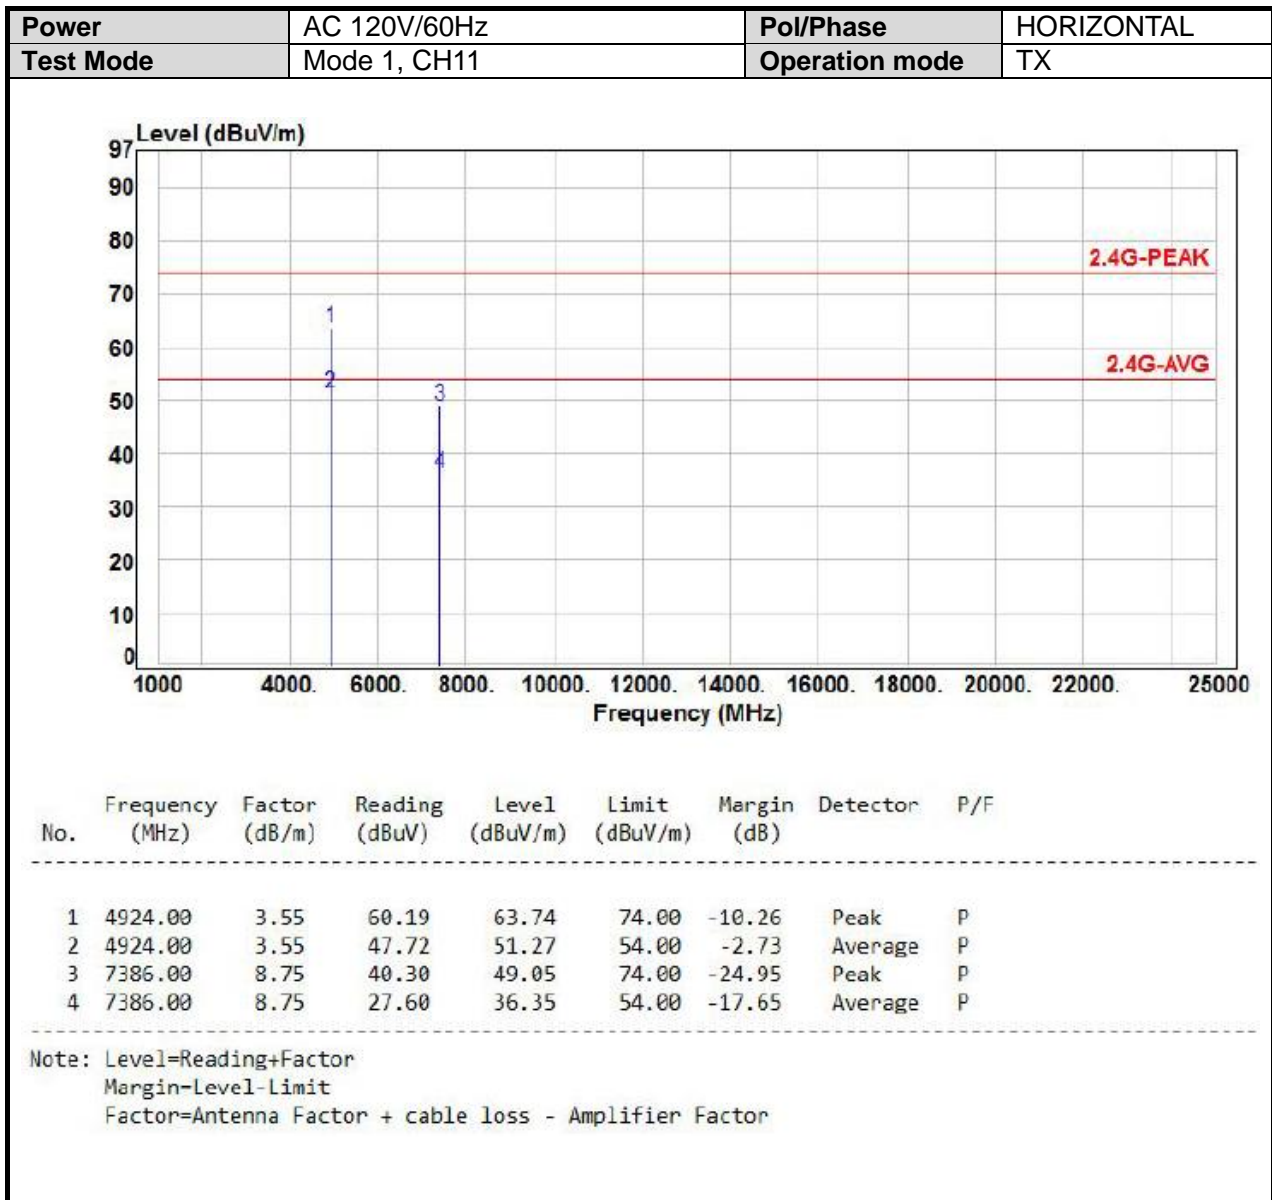 Power AC 120V/60Hz Pol/Phase HORIZONTAL
Test Mode Mode 1, CH11 Operation mode TX
Level (dBuV/m)
97
90
80
2.4G-PEAK
70
1
60
2.4G-AVG
2
50
3
40
4
30
20
10
0
1000 4000. 6000. 8000. 10000. 12000. 14000. 16000. 18000. 20000. 22000. 25000
Frequency (MHz)
Frequency Factor Reading Level Limit Margin Detector P/F
No. (MHz) (dB/m) (dBuV) (dBuV/m) (dBuV/m) (dB)
1 4924.00 3.55 60.19 63.74 74.00 -10.26 Peak P
2 4924.00 3.55 47.72 51.27 54.00 -2.73 Average P
3 7386.00 8.75 40.30 49.05 74.00 -24.95 Peak P
4 7386.00 8.75 27.60 36.35 54.00 -17.65 Average P
Note: Level=Reading+Factor
Margin=Level-Limit
Factor=Antenna Factor + cable loss - Amplifier Factor